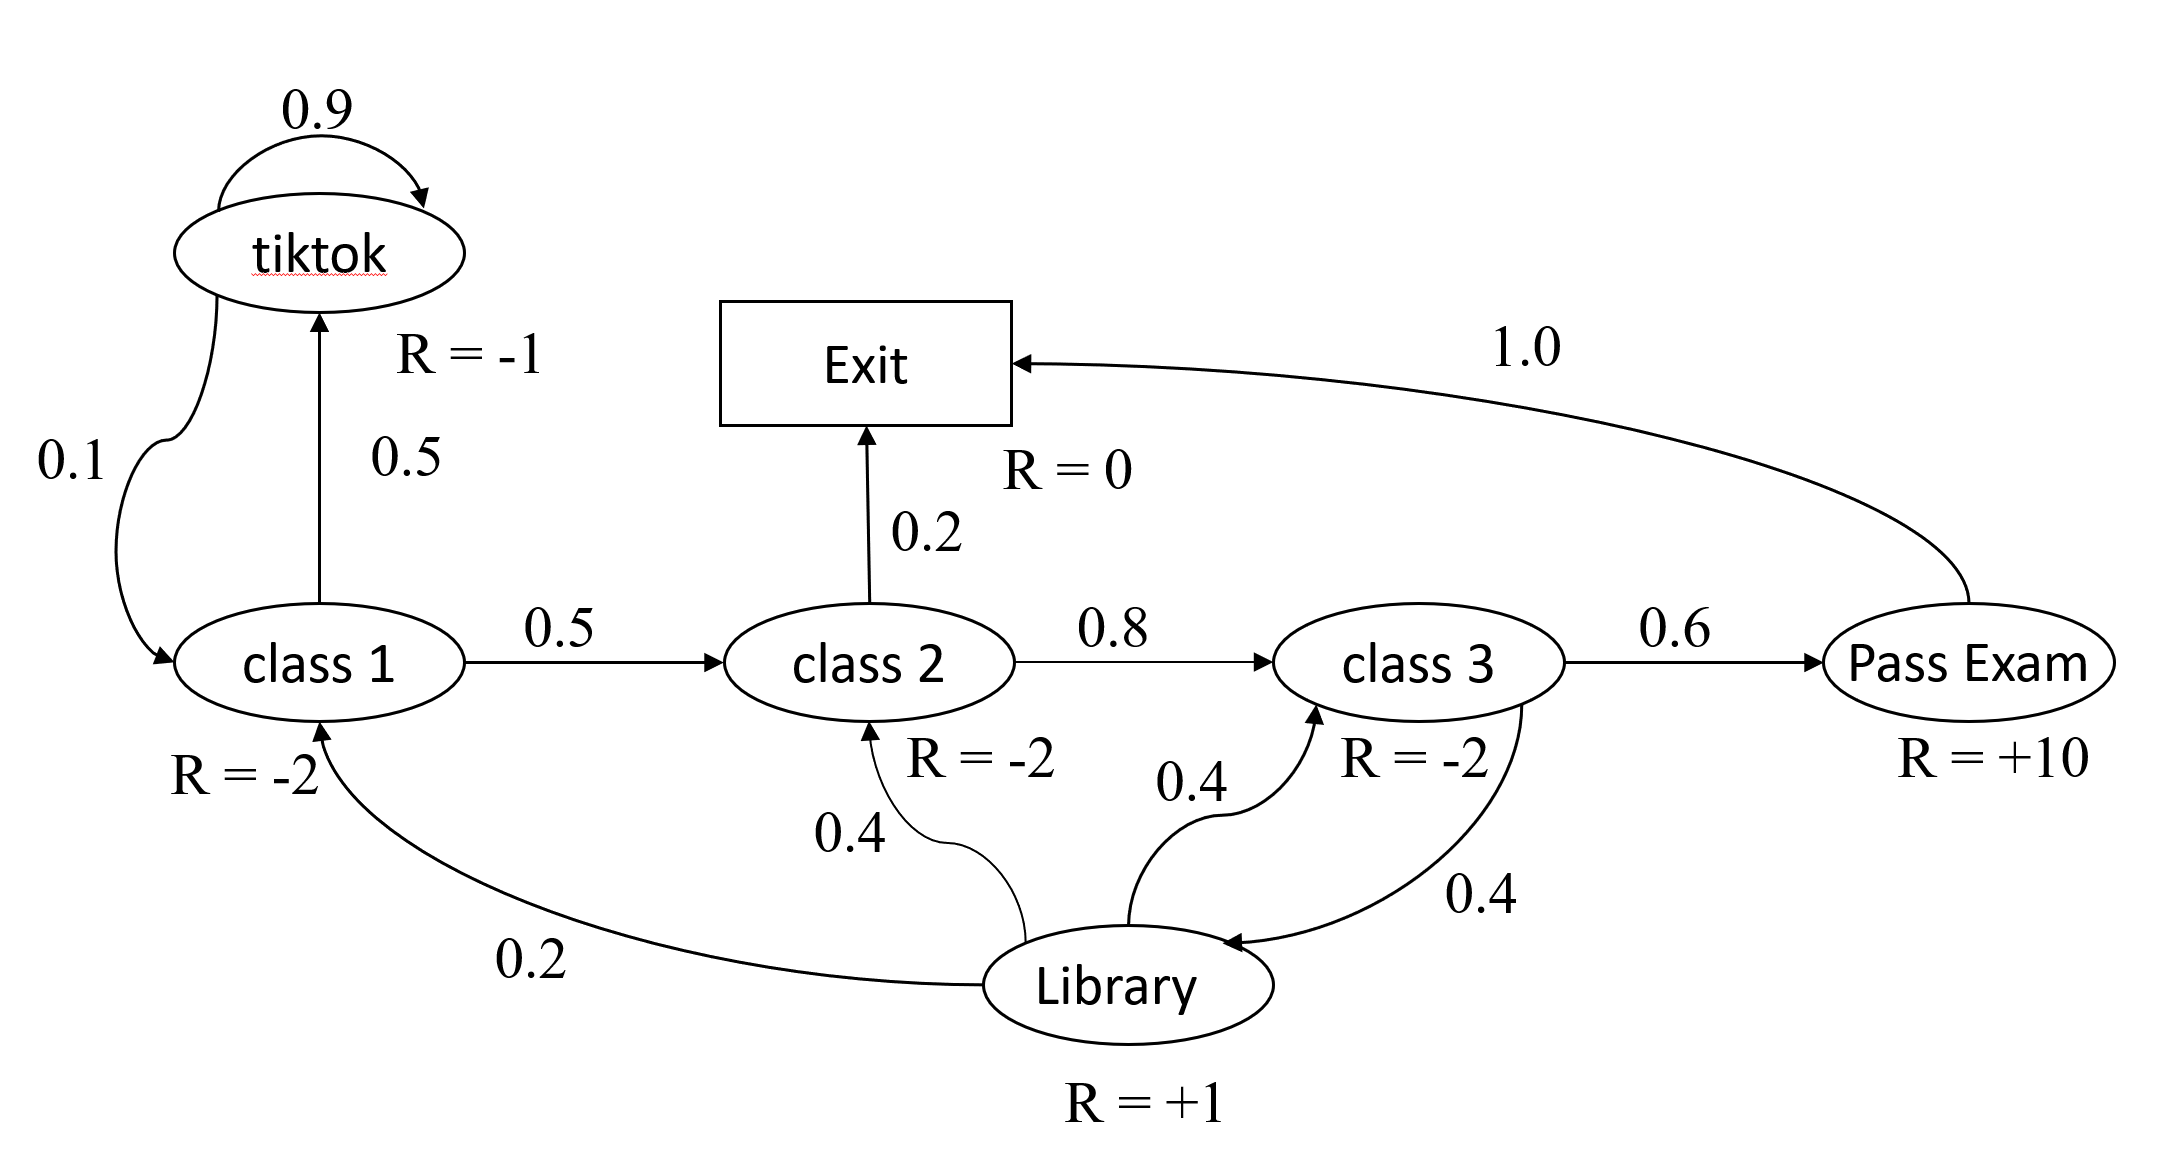 0.9
tiktok
R = -1
0.1
0.5
Exit
R = 0
1.0
0.2
class 1
0.5
class 2
0.8
class 3
0.6
Pass Exam
R = -2
R = -2
R = -2
R = +10
0.4
0.4
0.4
0.2
Library
R = +1